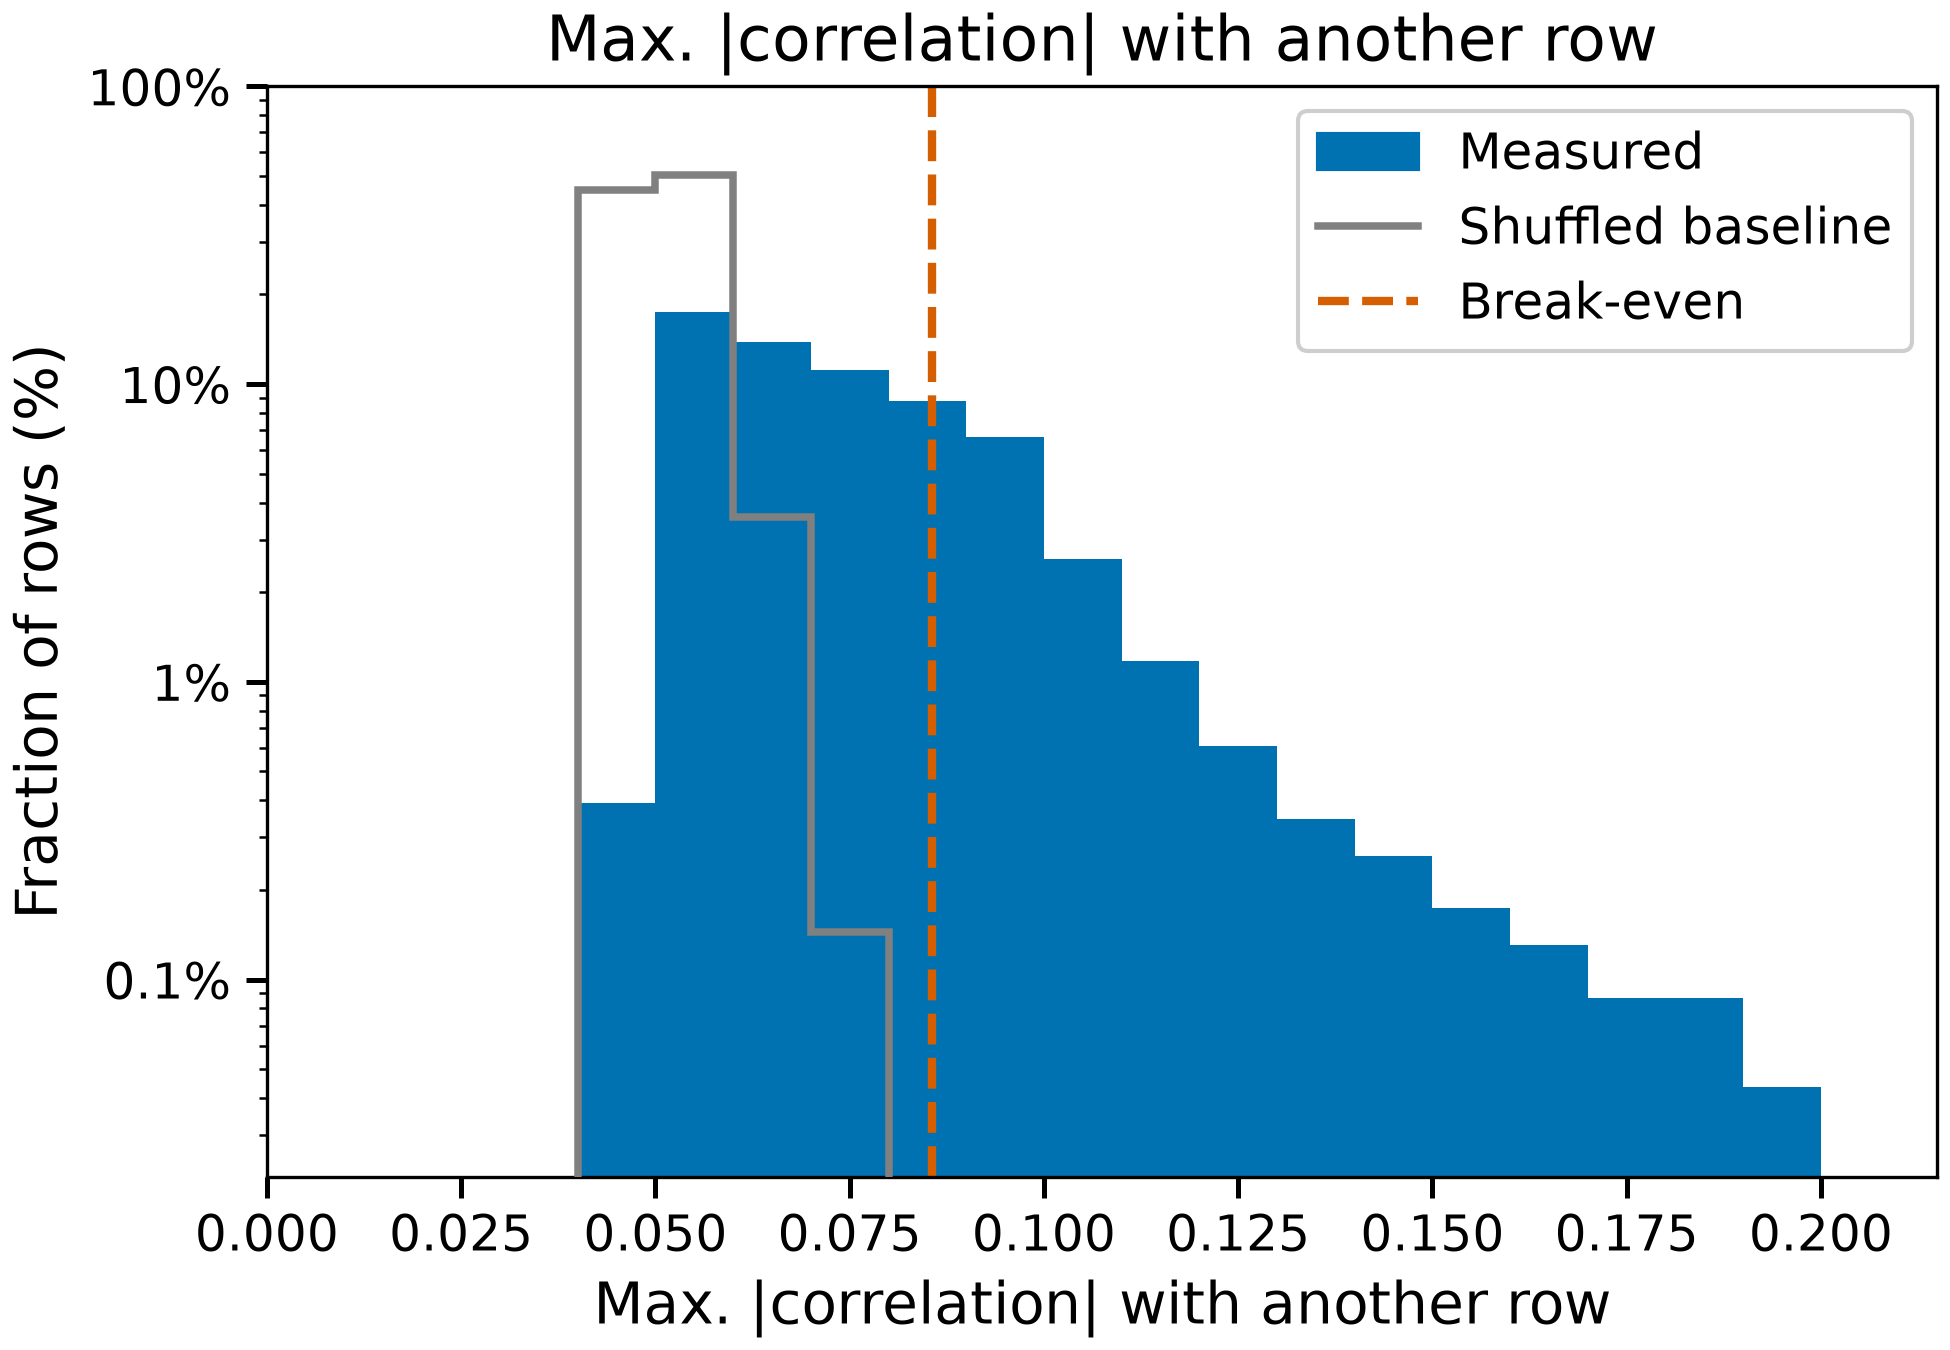 Max. |correlation| with another row
100%
10%
1%
0.1%
Fraction of rows (%)
Measured
Shuffled baseline
Break-even
0.000 0.025 0.050 0.075 0.100 0.125 0.150 0.175 0.200
Max. |correlation| with another row